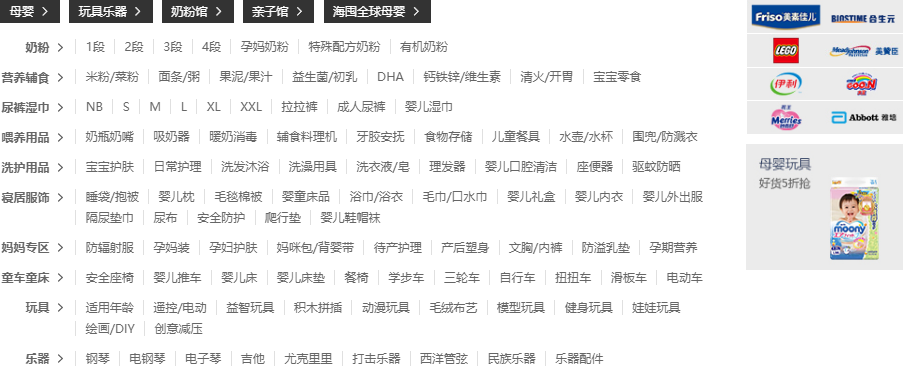 母婴 > 玩具乐器 > 奶粉馆 > 亲子馆 > 海囤全球母婴 >
奶粉 > 1段 2段 3段 4段 孕妈奶粉 特殊配方奶粉 有机奶粉
营养辅食 > 米粉/菜粉 面条/粥 果泥/果汁 益生菌/初乳 DHA 钙铁锌/维生素 清火/开胃 宝宝零食
尿裤湿巾 > NB S M L XL XXL 拉拉裤 成人尿裤 婴儿湿巾
喂养用品 > 奶瓶奶嘴 吸奶器 暖奶消毒 辅食料理机 牙胶安抚 食物存储 儿童餐具 水壶/水杯 围兜/防溅衣
洗护用品 > 宝宝护肤 日常护理 洗发沐浴 洗澡用具 洗衣液/皂 理发器 婴儿口腔清洁 座便器 驱蚊防晒
寝居服饰 > 睡袋/抱被 婴儿枕 毛毯棉被 婴童床品 浴巾/浴衣 毛巾/口水巾 婴儿礼盒 婴儿内衣 婴儿外出服
隔尿垫巾 尿布 安全防护 爬行垫 婴儿鞋帽袜
妈妈专区 > 防辐射服 孕妈装 孕妇护肤 妈咪包/背婴带 待产护理 产后塑身 文胸/内裤 防溢乳垫 孕期营养
童车童床 > 安全座椅 婴儿推车 婴儿床 婴儿床垫 餐椅 学步车 三轮车 自行车 扭扭车 滑板车 电动车
玩具 > 适用年龄 遥控/电动 益智玩具 积木拼插 动漫玩具 毛绒布艺 模型玩具 健身玩具 娃娃玩具
绘画/DIY 创意减压
乐器 > 钢琴 电钢琴 电子琴 吉他 尤克里里 打击乐器 西洋管弦 民族乐器 乐器配件
Friso 美素佳儿 BIOSTIME 合生元
LEGO MeadJohnson 美赞臣
伊利 GOO.N
Merries Abbott 雅培
母婴玩具
好货5折抢
moony